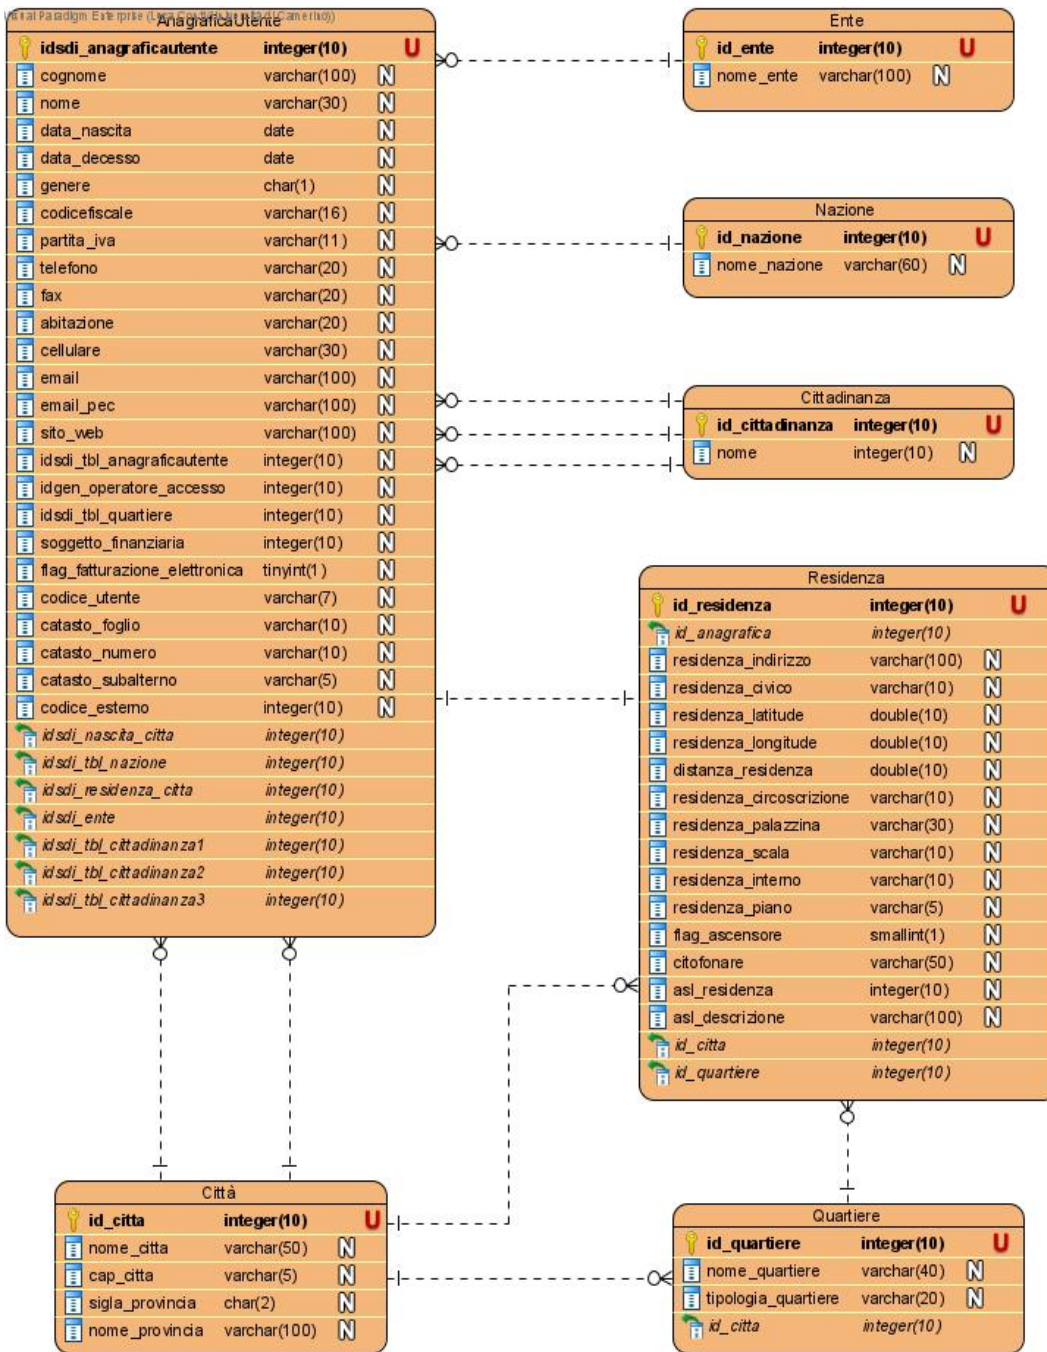 AnagraficaUtente
idsdi_anagraficautente integer(10) U
cognome varchar(100) N
nome varchar(30) N
data_nascita date N
data_decesso date N
genere char(1) N
codicefiscale varchar(16) N
partita_iva varchar(11) N
telefono varchar(20) N
fax varchar(20) N
abitazione varchar(20) N
cellulare varchar(30) N
email varchar(100) N
email_pec varchar(100) N
sito_web varchar(100) N
idsdi_tbl_anagraficautente integer(10) N
idgen_operatore_accesso integer(10) N
idsdi_tbl_quartiere integer(10) N
soggetto_finanziaria integer(10) N
flag_fatturazione_elettronica tinyint(1) N
codice_utente varchar(7) N
catasto_foglio varchar(10) N
catasto_numero varchar(10) N
catasto_subalterno varchar(5) N
codice_esterno integer(10) N
idsdi_nascita_citta integer(10)
idsdi_tbl_nazione integer(10)
idsdi_residenza_citta integer(10)
idsdi_ente integer(10)
idsdi_tbl_cittadinanza1 integer(10)
idsdi_tbl_cittadinanza2 integer(10)
idsdi_tbl_cittadinanza3 integer(10)
Ente
id_ente integer(10) U
nome_ente varchar(100) N
Nazione
id_nazione integer(10) U
nome_nazione varchar(60) N
Cittadinanza
id_cittadinanza integer(10) U
nome integer(10) N
Residenza
id_residenza integer(10) U
id_anagrafica integer(10)
residenza_indirizzo varchar(100) N
residenza_civico varchar(10) N
residenza_latitude double(10) N
residenza_longitude double(10) N
distanza_residenza double(10) N
residenza_circoscrizione varchar(10) N
residenza_palazzina varchar(30) N
residenza_scala varchar(10) N
residenza_interno varchar(10) N
residenza_piano varchar(5) N
flag_ascensore smallint(1) N
citofonare varchar(50) N
asl_residenza integer(10) N
asl_descrizione varchar(100) N
id_citta integer(10)
id_quartiere integer(10)
Città
id_citta integer(10) U
nome_citta varchar(50) N
cap_citta varchar(5) N
sigla_provincia char(2) N
nome_provincia varchar(100) N
Quartiere
id_quartiere integer(10) U
nome_quartiere varchar(40) N
tipologia_quartiere varchar(20) N
id_citta integer(10)